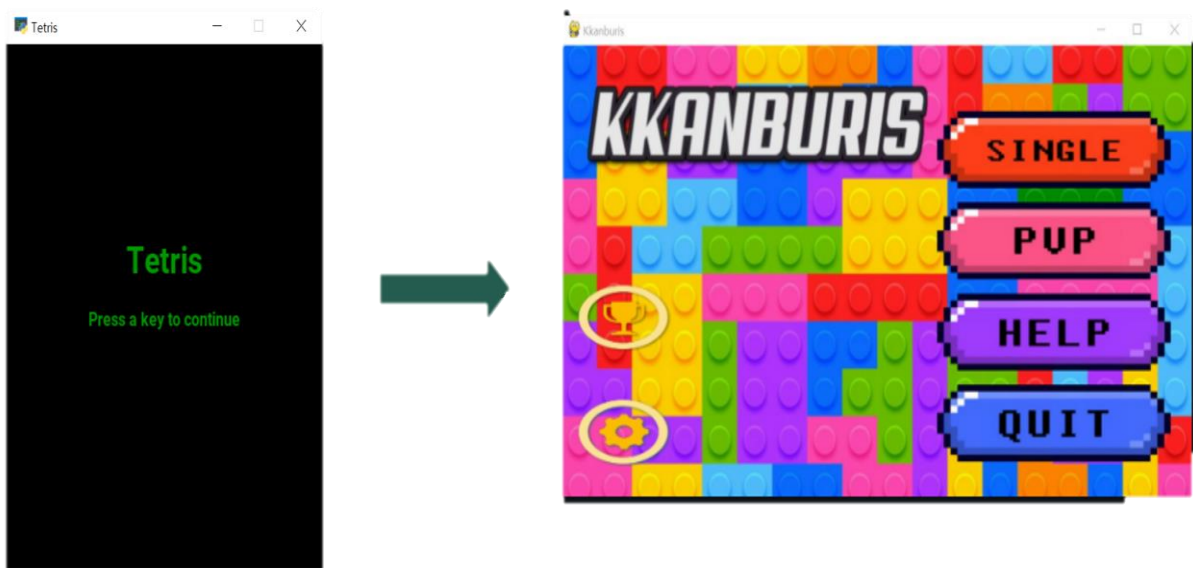 Tetris
Tetris
Press a key to continue
Kkanburis
KKANBURIS
SINGLE
PVP
HELP
QUIT